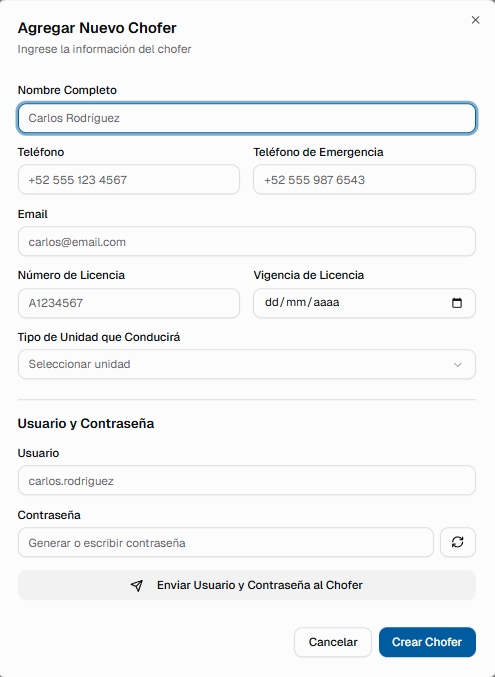 Agregar Nuevo Chofer
Ingrese la información del chofer
Nombre Completo
Carlos Rodríguez
Teléfono Teléfono de Emergencia
+52 555 123 4567 +52 555 987 6543
Email
carlos@email.com
Número de Licencia Vigencia de Licencia
A1234567 dd/mm/aaaa
Tipo de Unidad que Conducirá
Seleccionar unidad
Usuario y Contraseña
Usuario
carlos.rodriguez
Contraseña
Generar o escribir contraseña
Enviar Usuario y Contraseña al Chofer
Cancelar Crear Chofer